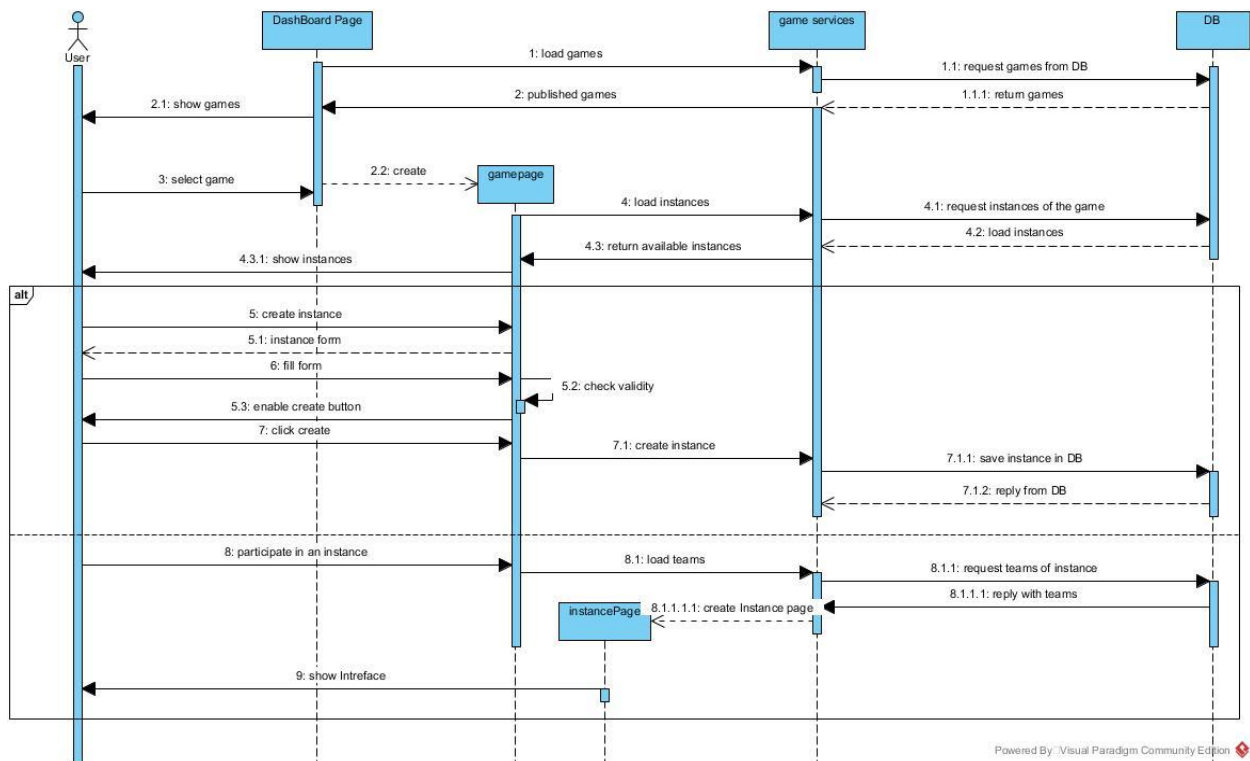 DashBoard Page
game services
DB
User
1: load games
1.1: request games from DB
2.1: show games
2: published games
1.1.1: return games
2.2: create
gamepage
3: select game
4: load instances
4.1: request instances of the game
4.2: load instances
4.3: return available instances
4.3.1: show instances
alt
5: create instance
5.1: instance form
6: fill form
5.2: check validity
5.3: enable create button
7: click create
7.1: create instance
7.1.1: save instance in DB
7.1.2: reply from DB
8: participate in an instance
8.1: load teams
8.1.1: request teams of instance
8.1.1.1: reply with teams
instancePage
8.1.1.1.1: create Instance page
9: show Intreface
Powered By Visual Paradigm Community Edition